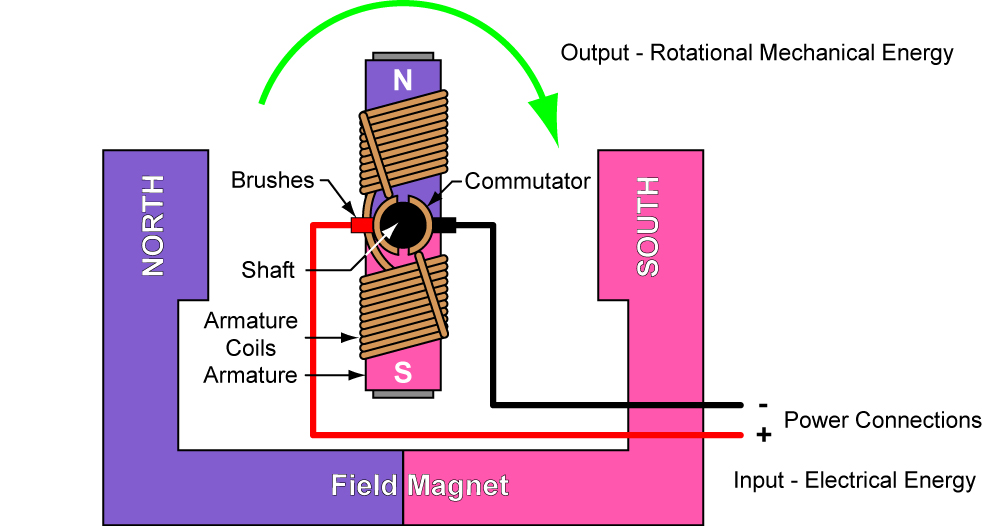 Output - Rotational Mechanical Energy
N
NORTH
SOUTH
Brushes
Commutator
Shaft
Armature
Coils
Armature
S
-
Power Connections
+
Field Magnet
Input - Electrical Energy